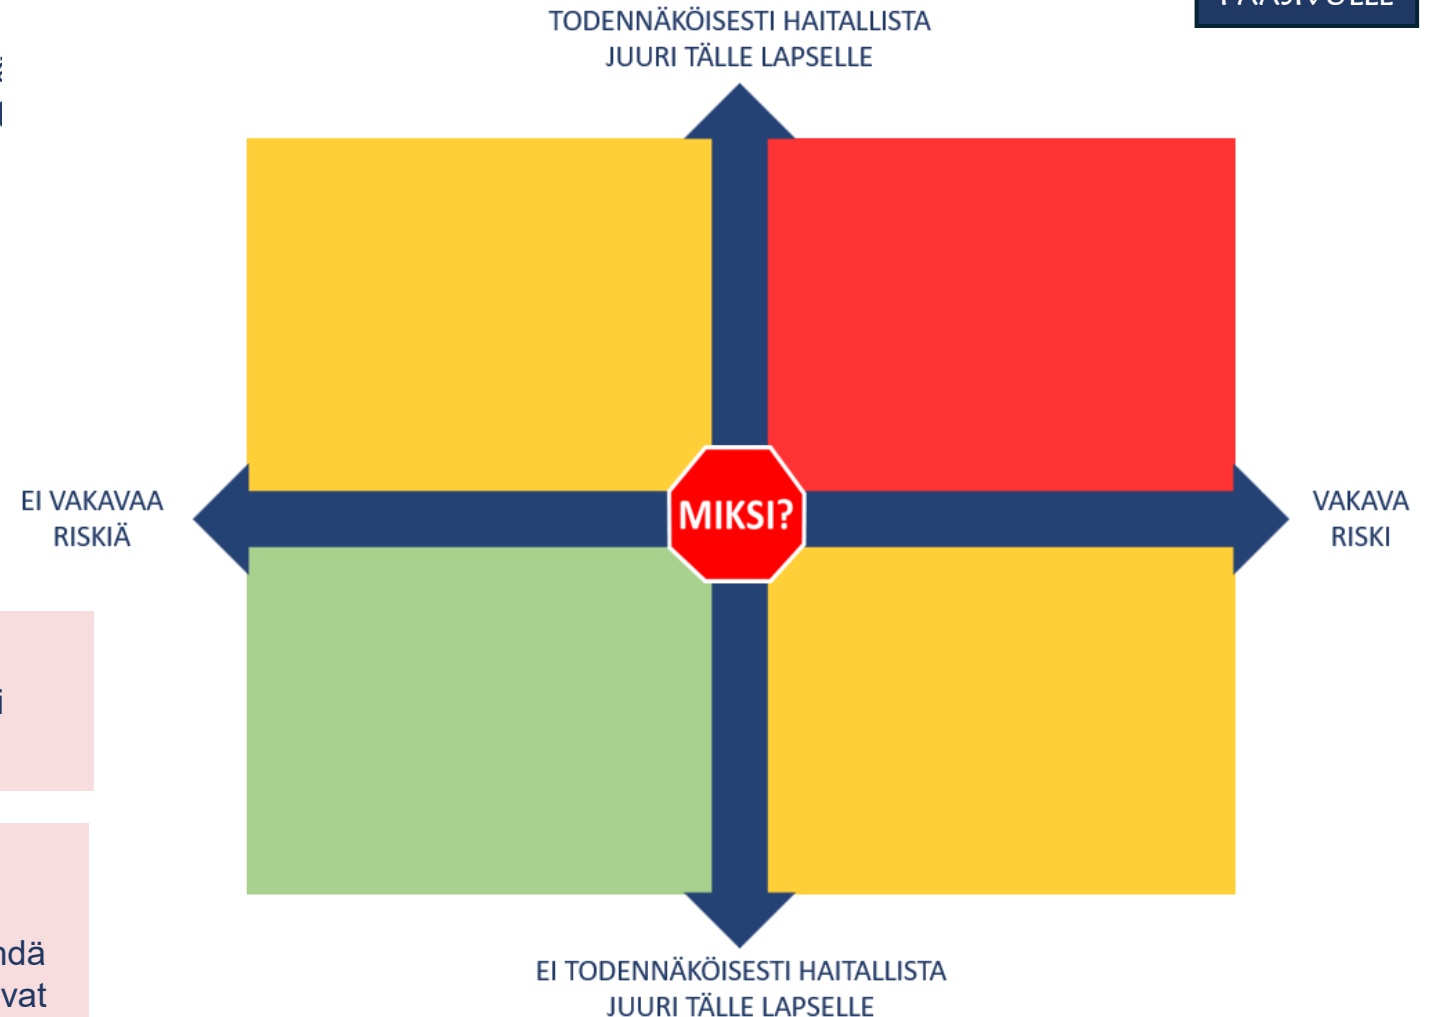 TODENNÄKÖISESTI HAITALLISTA
JUURI TÄLLE LAPSELLE
EI VAKAVAA
RISKIÄ
MIKSI?
VAKAVA
RISKI
EI TODENNÄKÖISESTI HAITALLISTA
JUURI TÄLLE LAPSELLE